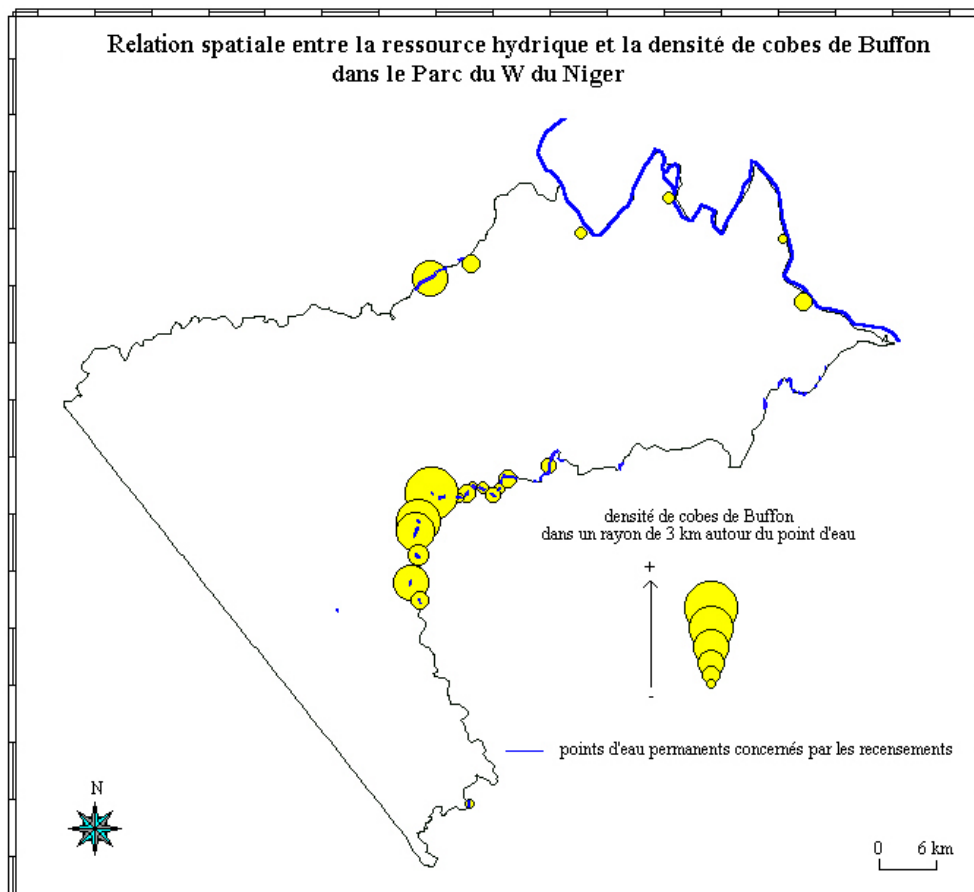 Relation spatiale entre la ressource hydrique et la densité de cobes de Buffon
dans le Parc du W du Niger
densité de cobes de Buffon
dans un rayon de 3 km autour du point d'eau
+
-
points d'eau permanents concernés par les recensements
N
0 6 km